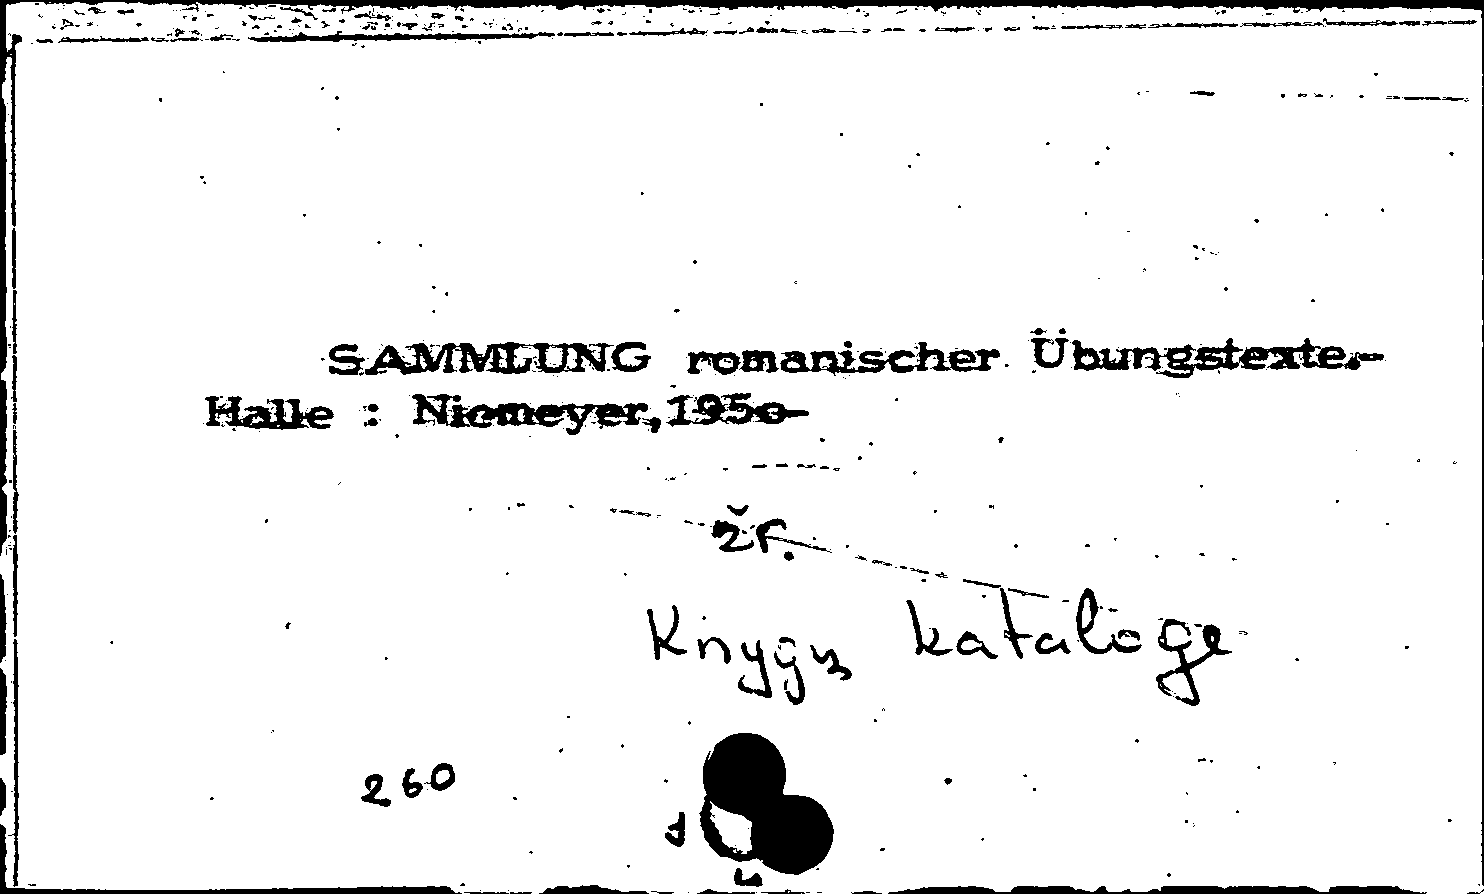 SAMMLUNG romanischer Übungstexte.-
Halle : Niemeyer,1950-
žr.
Knygų kataloge
260